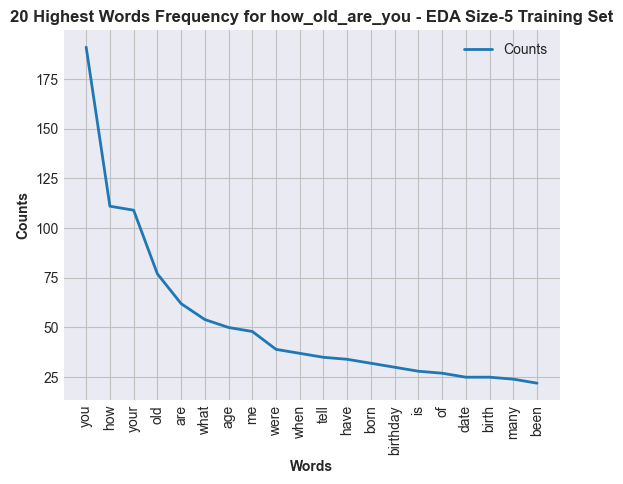 20 Highest Words Frequency for how_old_are_you - EDA Size-5 Training Set
Counts
175
150
125
100
75
50
25
Counts
you
how
your
old
are
what
age
me
were
when
tell
have
born
birthday
is
of
date
birth
many
been
Words